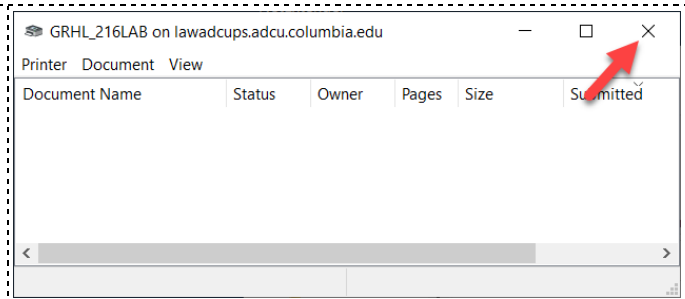 GRHL_216LAB on lawadcups.adcu.columbia.edu
Printer Document View
Document Name Status Owner Pages Size Submitted